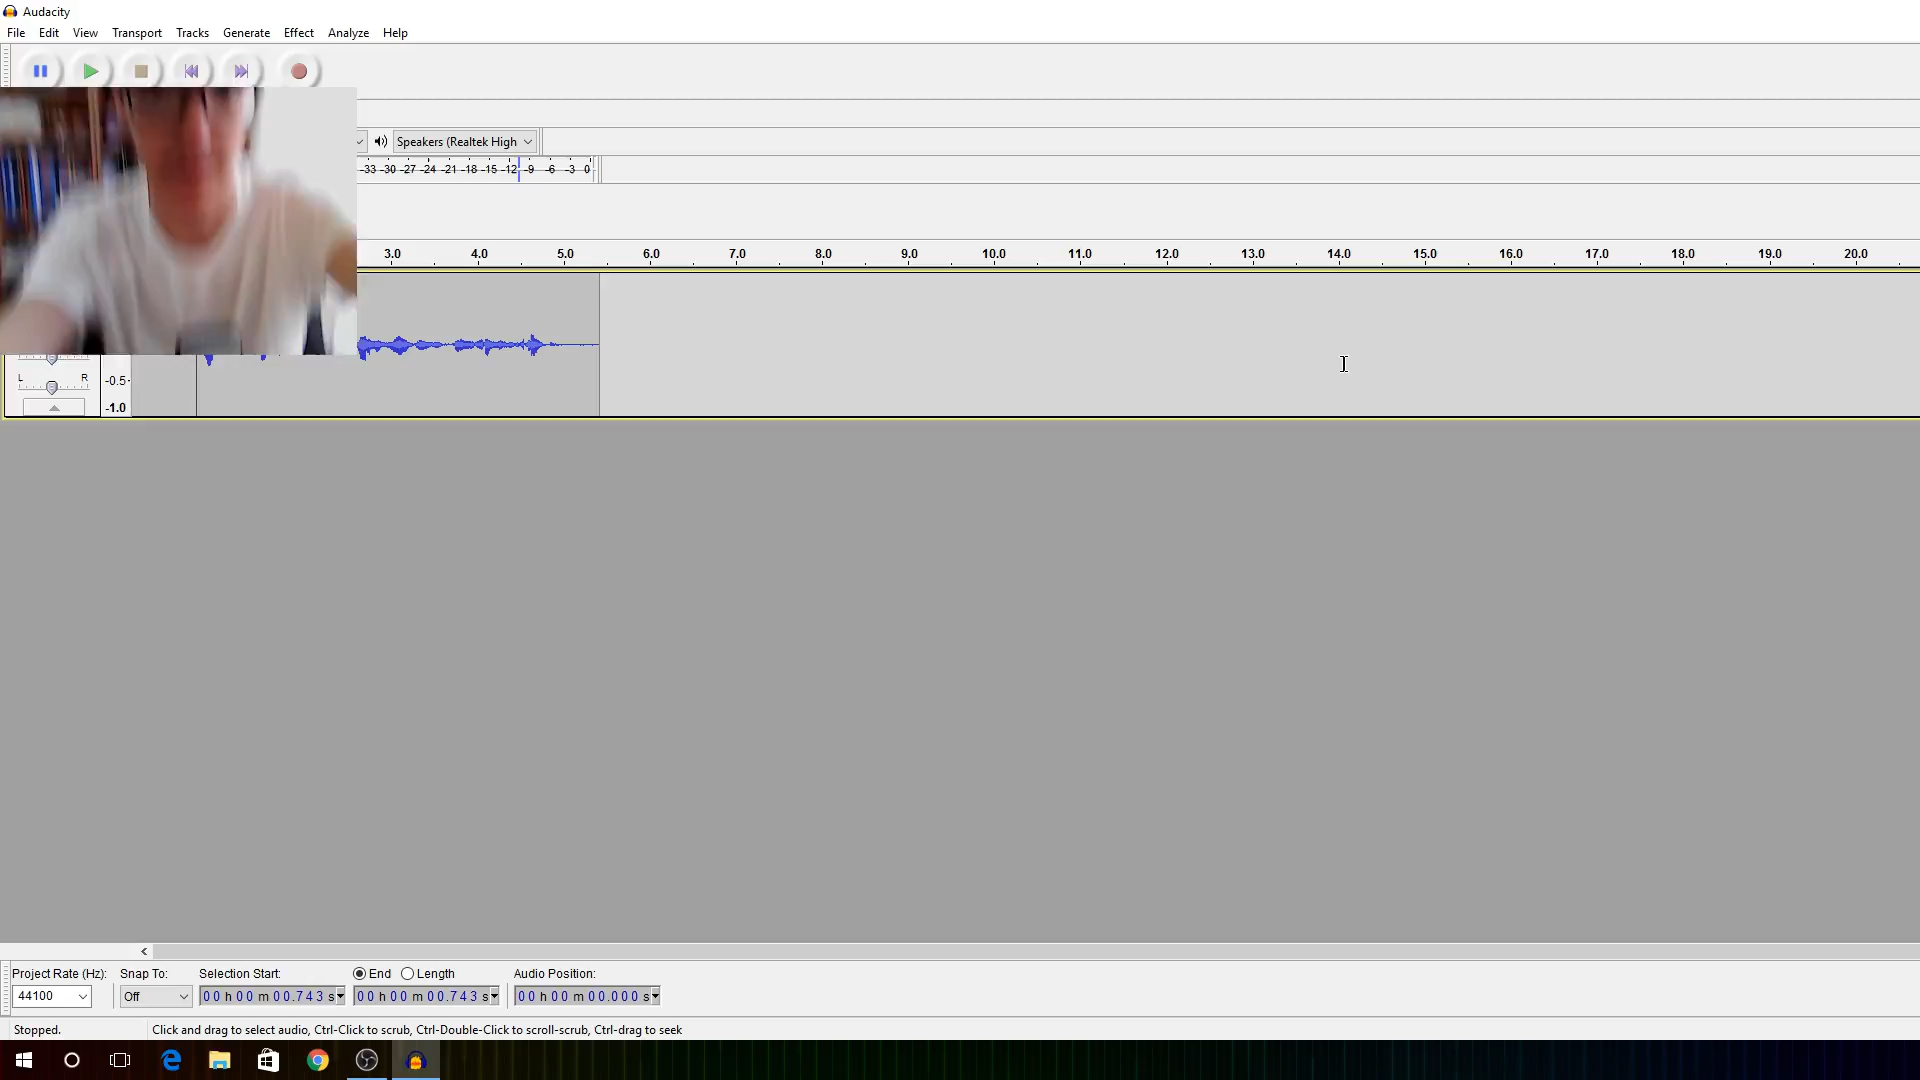 Audacity
File Edit View Transport Tracks Generate Effect Analyze Help
Speakers (Realtek High
-33 -30 -27 -24 -21 -18 -15 -12 -9 -6 -3 0
3.0 4.0 5.0 6.0 7.0 8.0 9.0 10.0 11.0 12.0 13.0 14.0 15.0 16.0 17.0 18.0 19.0 20.0
L R
-0.5
-1.0
Project Rate (Hz): Snap To: Selection Start: End Length Audio Position:
44100 Off 00 h 00 m 00.743 s 00 h 00 m 00.743 s 00 h 00 m 00.000 s
Stopped. Click and drag to select audio, Ctrl-Click to scrub, Ctrl-Double-Click to scroll-scrub, Ctrl-drag to seek